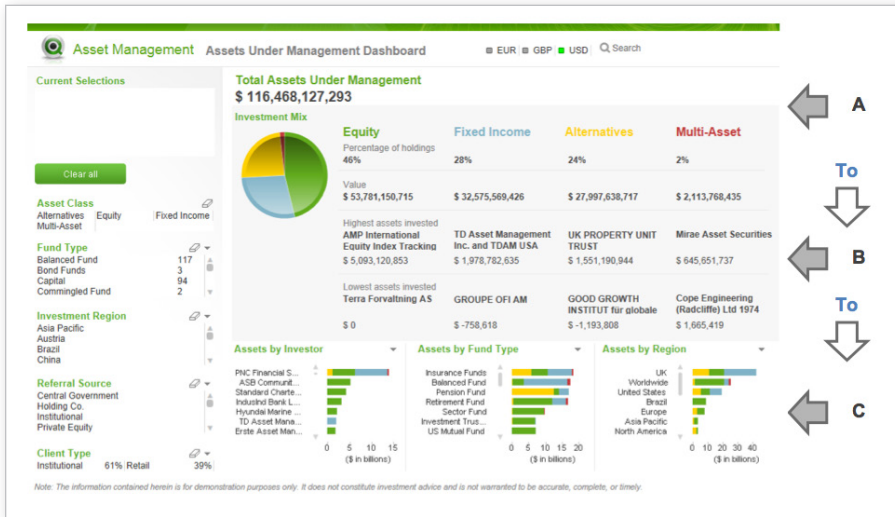 Asset Management Assets Under Management Dashboard EUR GBP USD Search
Current Selections
Clear all
Asset Class
Alternatives Equity Fixed Income
Multi-Asset
Fund Type
Balanced Fund 117
Bond Funds 3
Capital 94
Commingled Fund 2
Investment Region
Asia Pacific
Austria
Brazil
China
Referral Source
Central Government
Holding Co.
Institutional
Private Equity
Client Type
Institutional 61% Retail 39%
Total Assets Under Management
$ 116,468,127,293
Investment Mix
Equity Fixed Income Alternatives Multi-Asset
Percentage of holdings
46% 28% 24% 2%
Value
$ 53,781,150,715 $ 32,575,569,426 $ 27,997,638,717 $ 2,113,768,435
Highest assets invested
AMP International TD Asset Management UK PROPERTY UNIT Mirae Asset Securities
Equity Index Tracking Inc. and TDAM USA TRUST
$ 5,093,120,853 $ 1,978,782,635 $ 1,551,190,944 $ 645,651,737
Lowest assets invested
Terra Forvaltning AS GROUPE OFI AM GOOD GROWTH Cope Engineering
INSTITUT für globale (Radcliffe) Ltd 1974
$ 0 $ -758,618 $ -1,193,808 $ 1,665,419
Assets by Investor
PNC Financial S...
ASB Communit...
Standard Charte...
IndusInd Bank L...
Hyundai Marine ...
TD Asset Mana...
Erste Asset Man...
0 5 10 15
($ in billions)
Assets by Fund Type
Insurance Funds
Balanced Fund
Pension Fund
Retirement Fund
Sector Fund
Investment Trus...
US Mutual Fund
0 5 10 15 20
($ in billions)
Assets by Region
UK
Worldwide
United States
Brazil
Europe
Asia Pacific
North America
0 10 20 30 40
($ in billions)
A
To
B
To
C
Note: The information contained herein is for demonstration purposes only. It does not constitute investment advice and is not warranted to be accurate, complete, or timely.